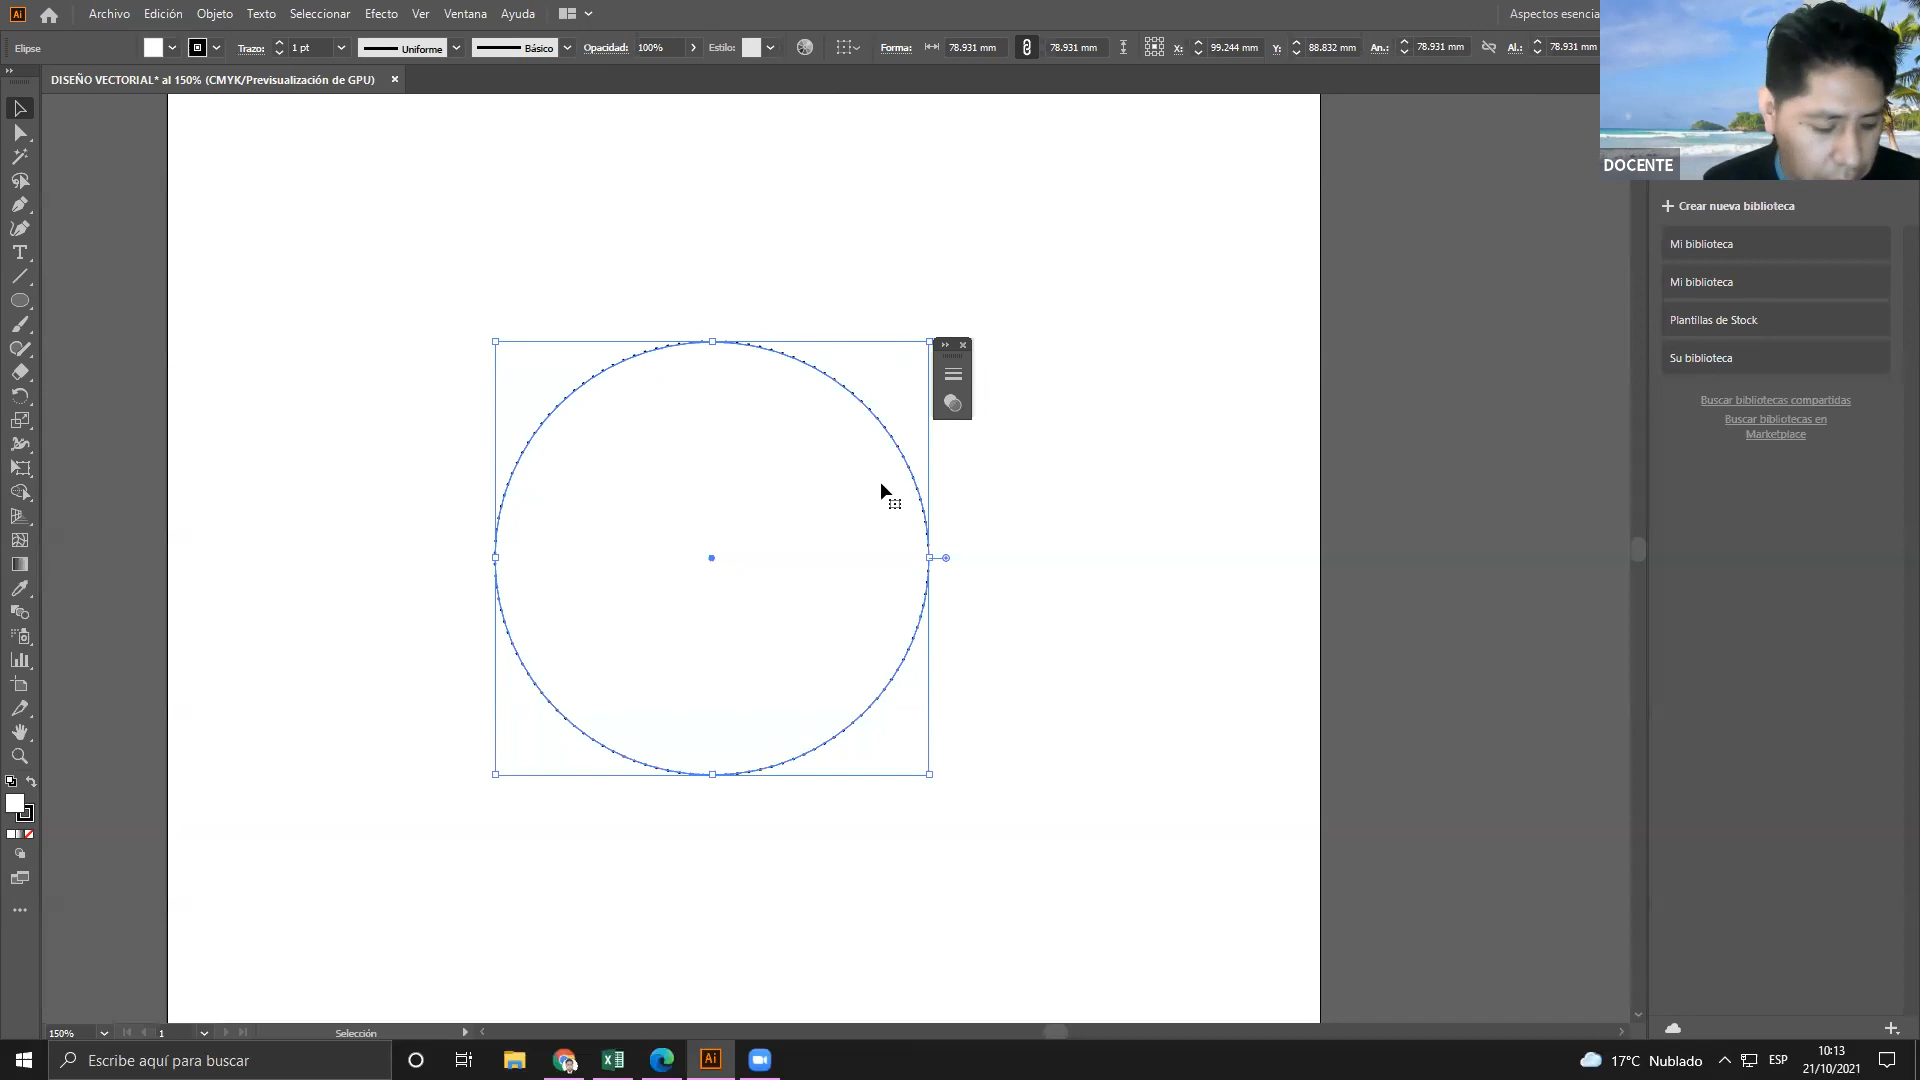 Ai Archivo Edición Objeto Texto Seleccionar Efecto Ver Ventana Ayuda
Aspectos esencia
Elipse
Trazo: 1 pt Uniforme Básico Opacidad: 100% Estilo: Forma: 78.931 mm 78.931 mm X: 99.244 mm Y: 88.832 mm An.: 78.931 mm Al.: 78.931 mm
DISEÑO VECTORIAL* al 150% (CMYK/Previsualización de GPU) ×
DOCENTE
Crear nueva biblioteca
Mi biblioteca
Mi biblioteca
Plantillas de Stock
Su biblioteca
Buscar bibliotecas compartidas
Buscar bibliotecas en
Marketplace
150% 1 Selección
Escribe aquí para buscar
Ai
17°C Nublado ESP
10:13
21/10/2021